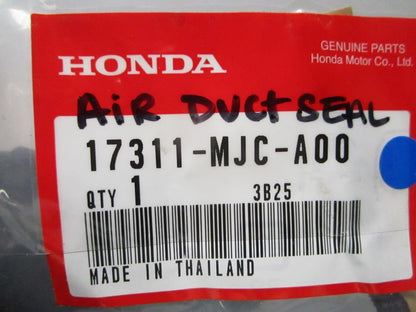 GENUINE PARTS
HONDA
Honda Motor Co., Ltd.
AIR DUCT SEAL
17311-MJC-A00
QTY 1 3B25
MADE IN THAILAND